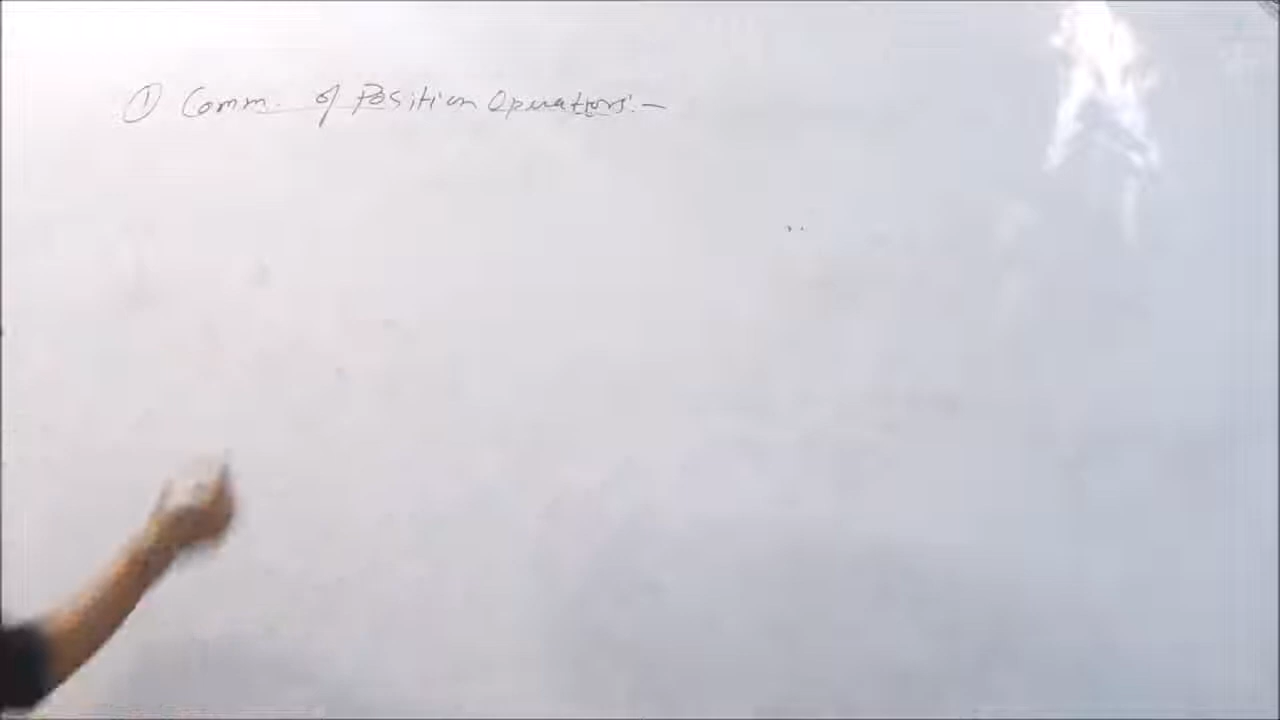 ① Comm. of Position Operators:-